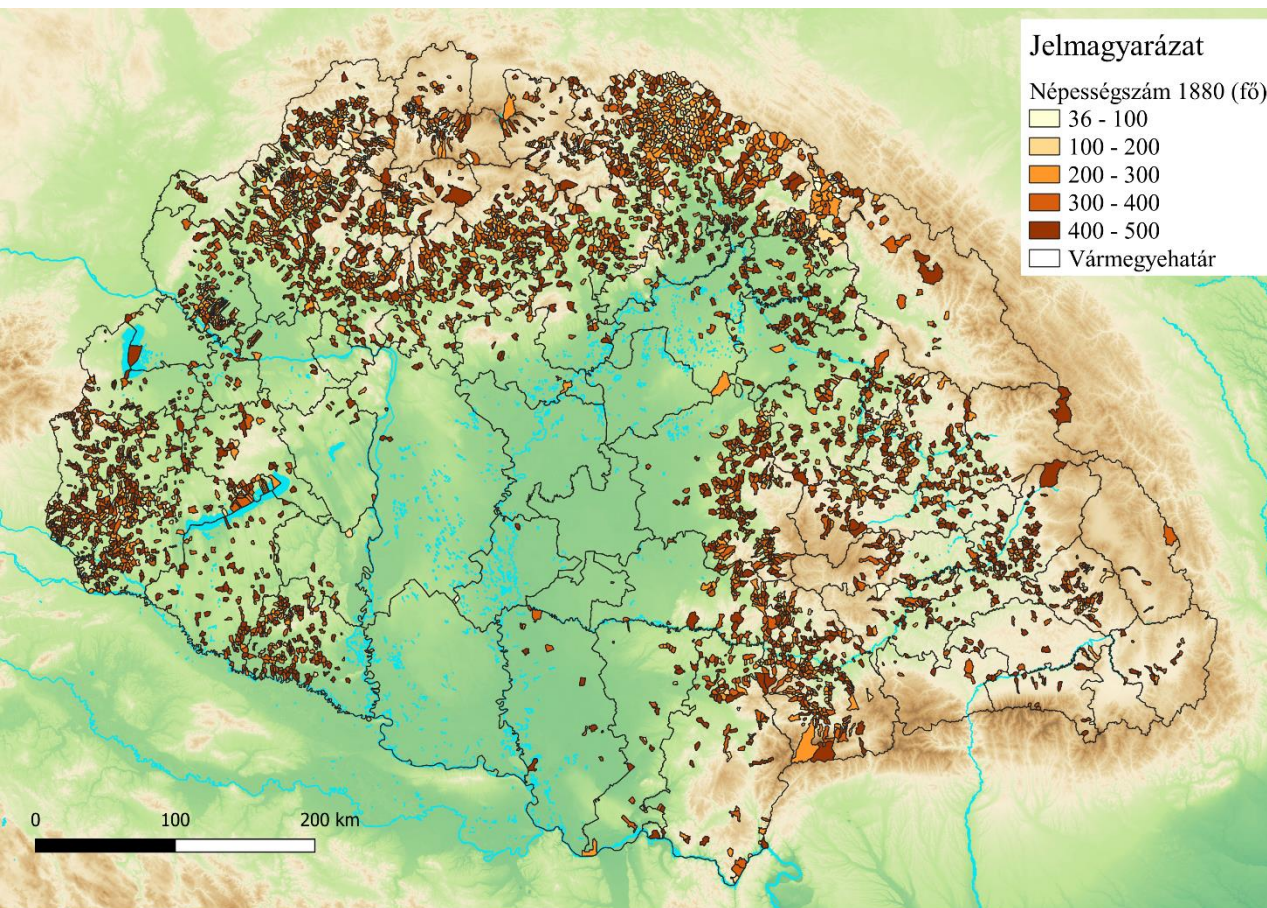 Jelmagyarázat
Népességszám 1880 (fő)
36 - 100
100 - 200
200 - 300
300 - 400
400 - 500
Vármegyehatár
0 100 200 km